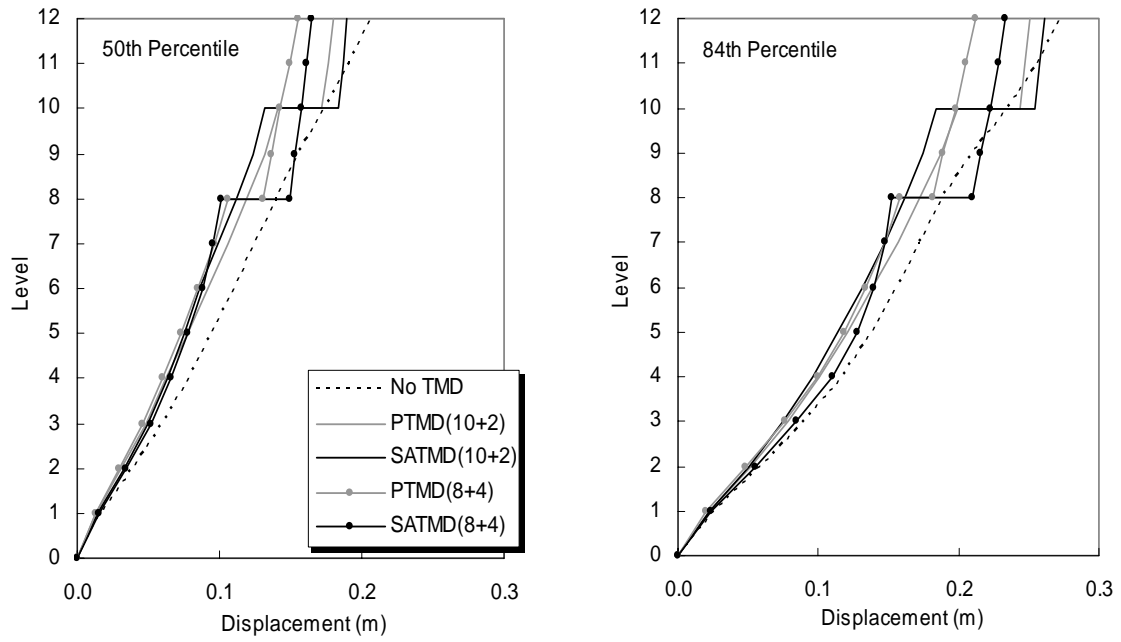 50th Percentile
12
11
10
9
8
7
6
5
4
3
2
1
0
Level
0.0 0.1 0.2 0.3
Displacement (m)
No TMD
PTMD(10+2)
SATMD(10+2)
PTMD(8+4)
SATMD(8+4)
84th Percentile
12
11
10
9
8
7
6
5
4
3
2
1
0
Level
0.0 0.1 0.2 0.3
Displacement (m)